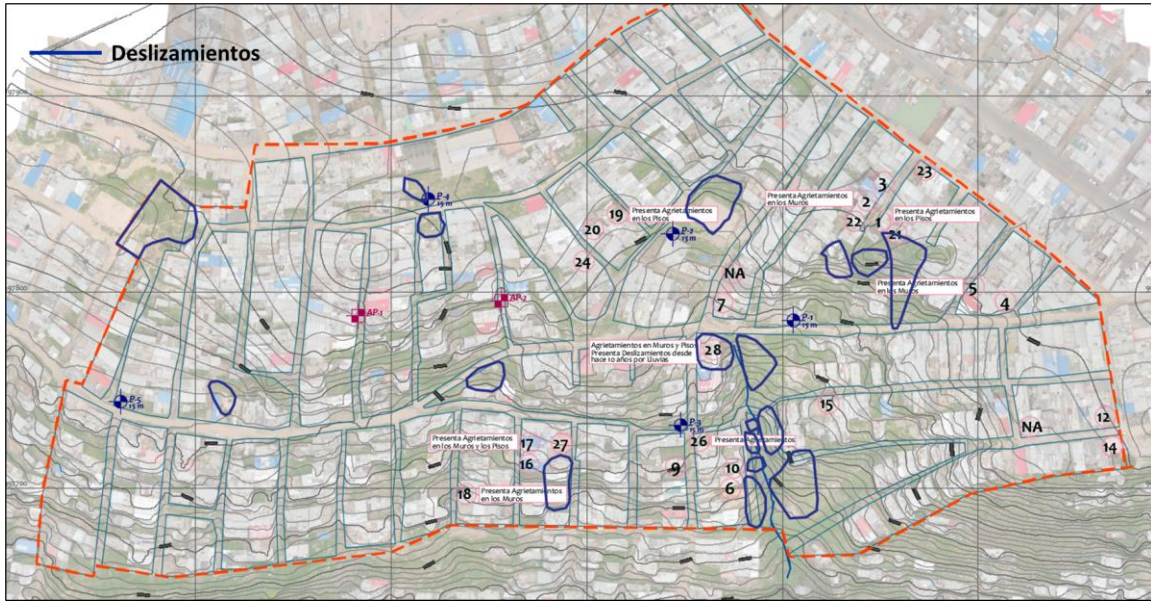 Deslizamientos
23
3
2
22
1
21
Presenta Agrietamientos
en los Muros
Presenta Agrietamientos
en los Pisos
P-4
15 m
19
Presenta Agrietamientos
en los Pisos
20
P-2
15 m
24
NA
7
Presenta Agrietamientos
en los Muros
5
4
AP-1
AP-2
P-1
15 m
Agrietamientos en Muros y Pisos
Presenta Deslizamientos desde
hace 10 años por Lluvias
28
P-5
15 m
15
12
NA
14
P-3
15 m
26
Presenta Agrietamientos
Presenta Agrietamientos
en los Muros y los Pisos
17
27
16
9
10
6
18
Presenta Agrietamientos
en los Muros